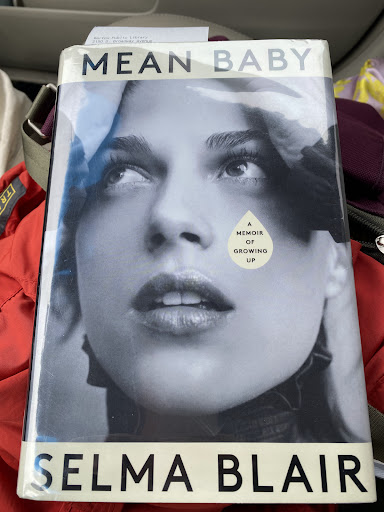 MEAN BABY
A
MEMOIR
OF
GROWING
UP
SELMA BLAIR